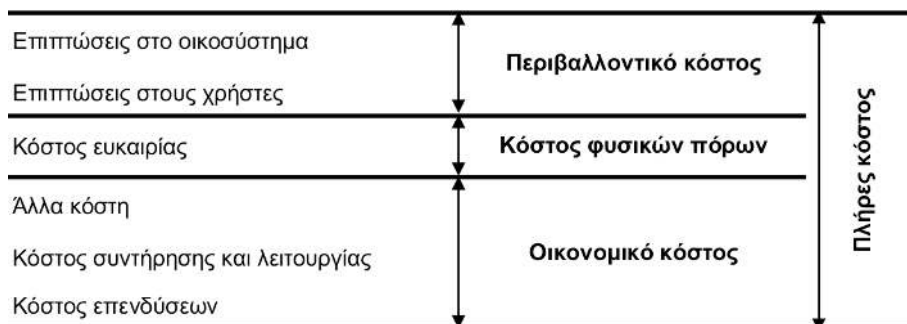 Επιπτώσεις στο οικοσύστημα
Περιβαλλοντικό κόστος
Επιπτώσεις στους χρήστες
Κόστος ευκαιρίας
Κόστος φυσικών πόρων
Άλλα κόστη
Κόστος συντήρησης και λειτουργίας
Οικονομικό κόστος
Κόστος επενδύσεων
Πλήρες κόστος